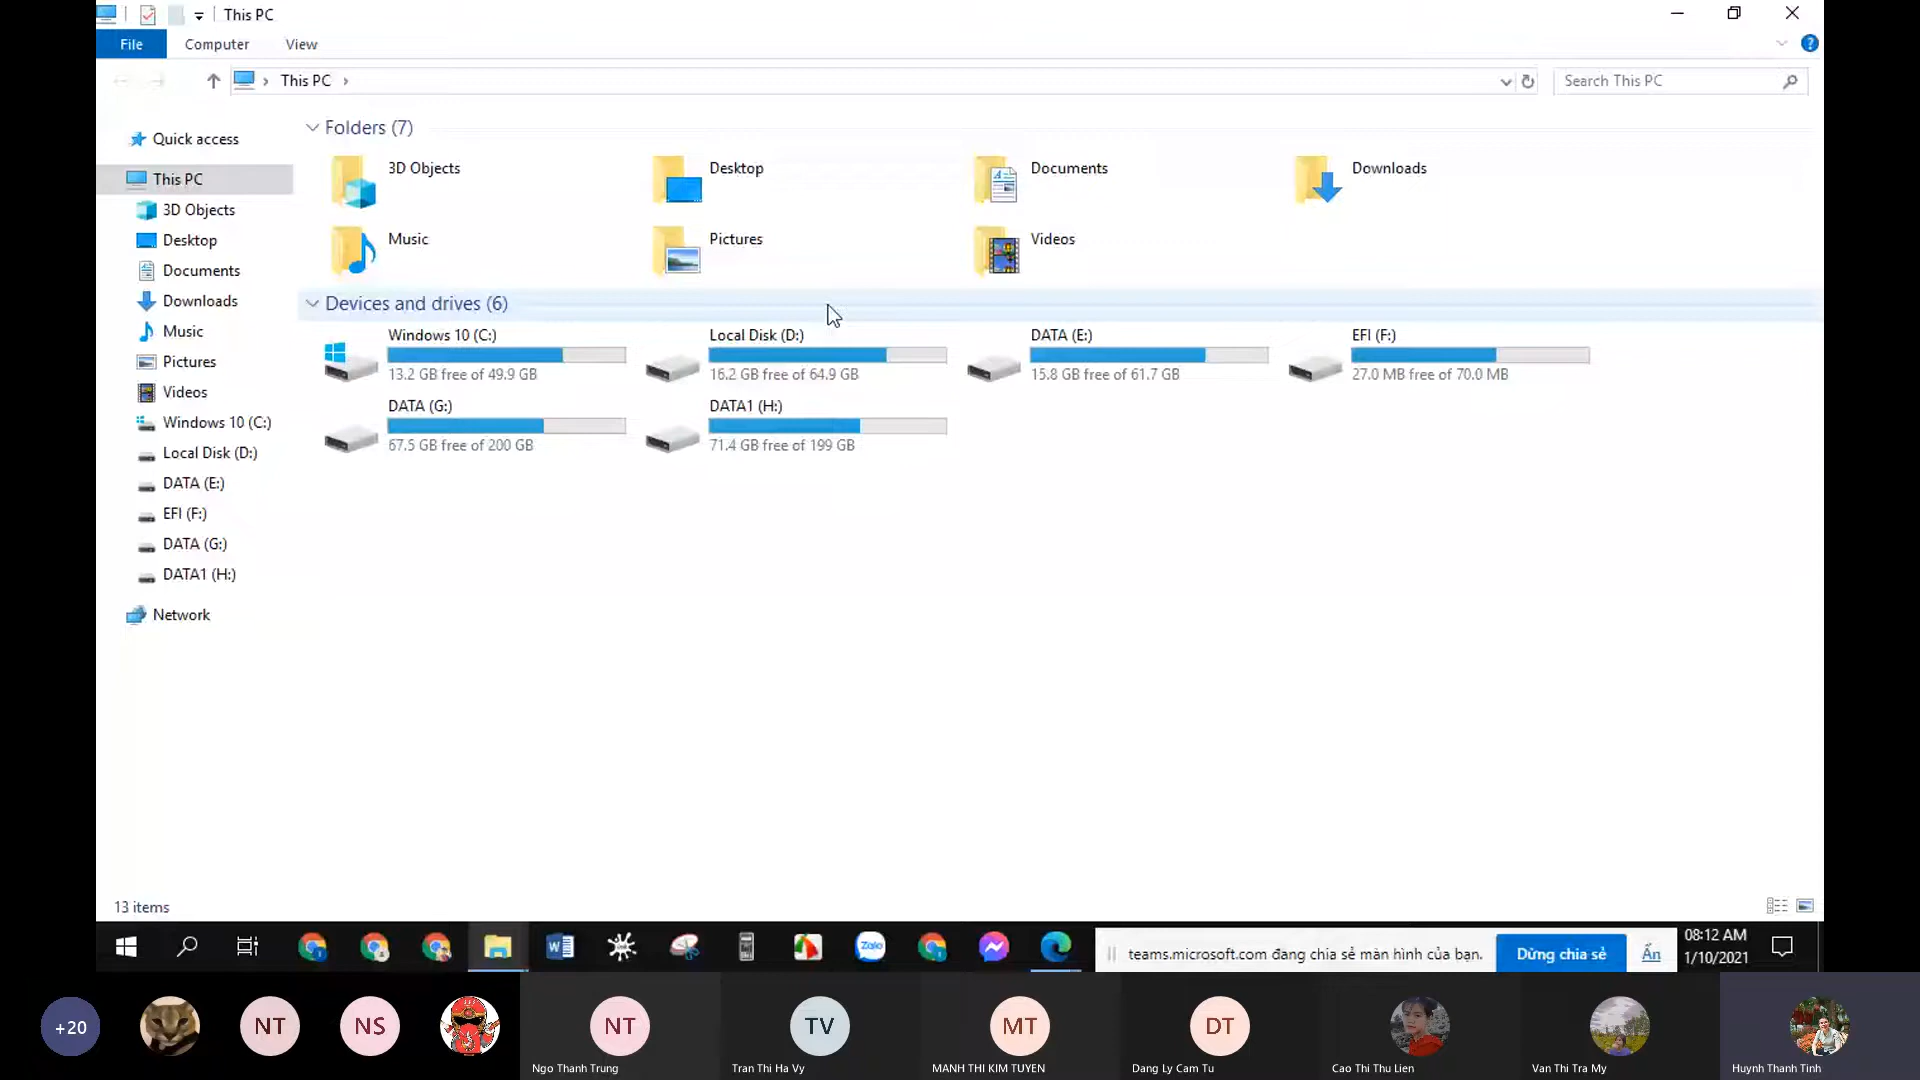 This PC
File Computer View
This PC
Search This PC
Quick access
This PC
3D Objects
Desktop
Documents
Downloads
Music
Pictures
Videos
Windows 10 (C:)
Local Disk (D:)
DATA (E:)
EFI (F:)
DATA (G:)
DATA1 (H:)
Network
Folders (7)
3D Objects
Desktop
Documents
Downloads
Music
Pictures
Videos
Devices and drives (6)
Windows 10 (C:)
13.2 GB free of 49.9 GB
Local Disk (D:)
16.2 GB free of 64.9 GB
DATA (E:)
15.8 GB free of 61.7 GB
EFI (F:)
27.0 MB free of 70.0 MB
DATA (G:)
67.5 GB free of 200 GB
DATA1 (H:)
71.4 GB free of 199 GB
13 items
Zalo
teams.microsoft.com đang chia sẻ màn hình của bạn.
Dừng chia sẻ
Ẩn
08:12 AM
1/10/2021
+20
NT
NS
NT
Ngo Thanh Trung
TV
Tran Thi Ha Vy
MT
MANH THI KIM TUYEN
DT
Dang Ly Cam Tu
Cao Thi Thu Lien
Van Thi Tra My
Huynh Thanh Tinh